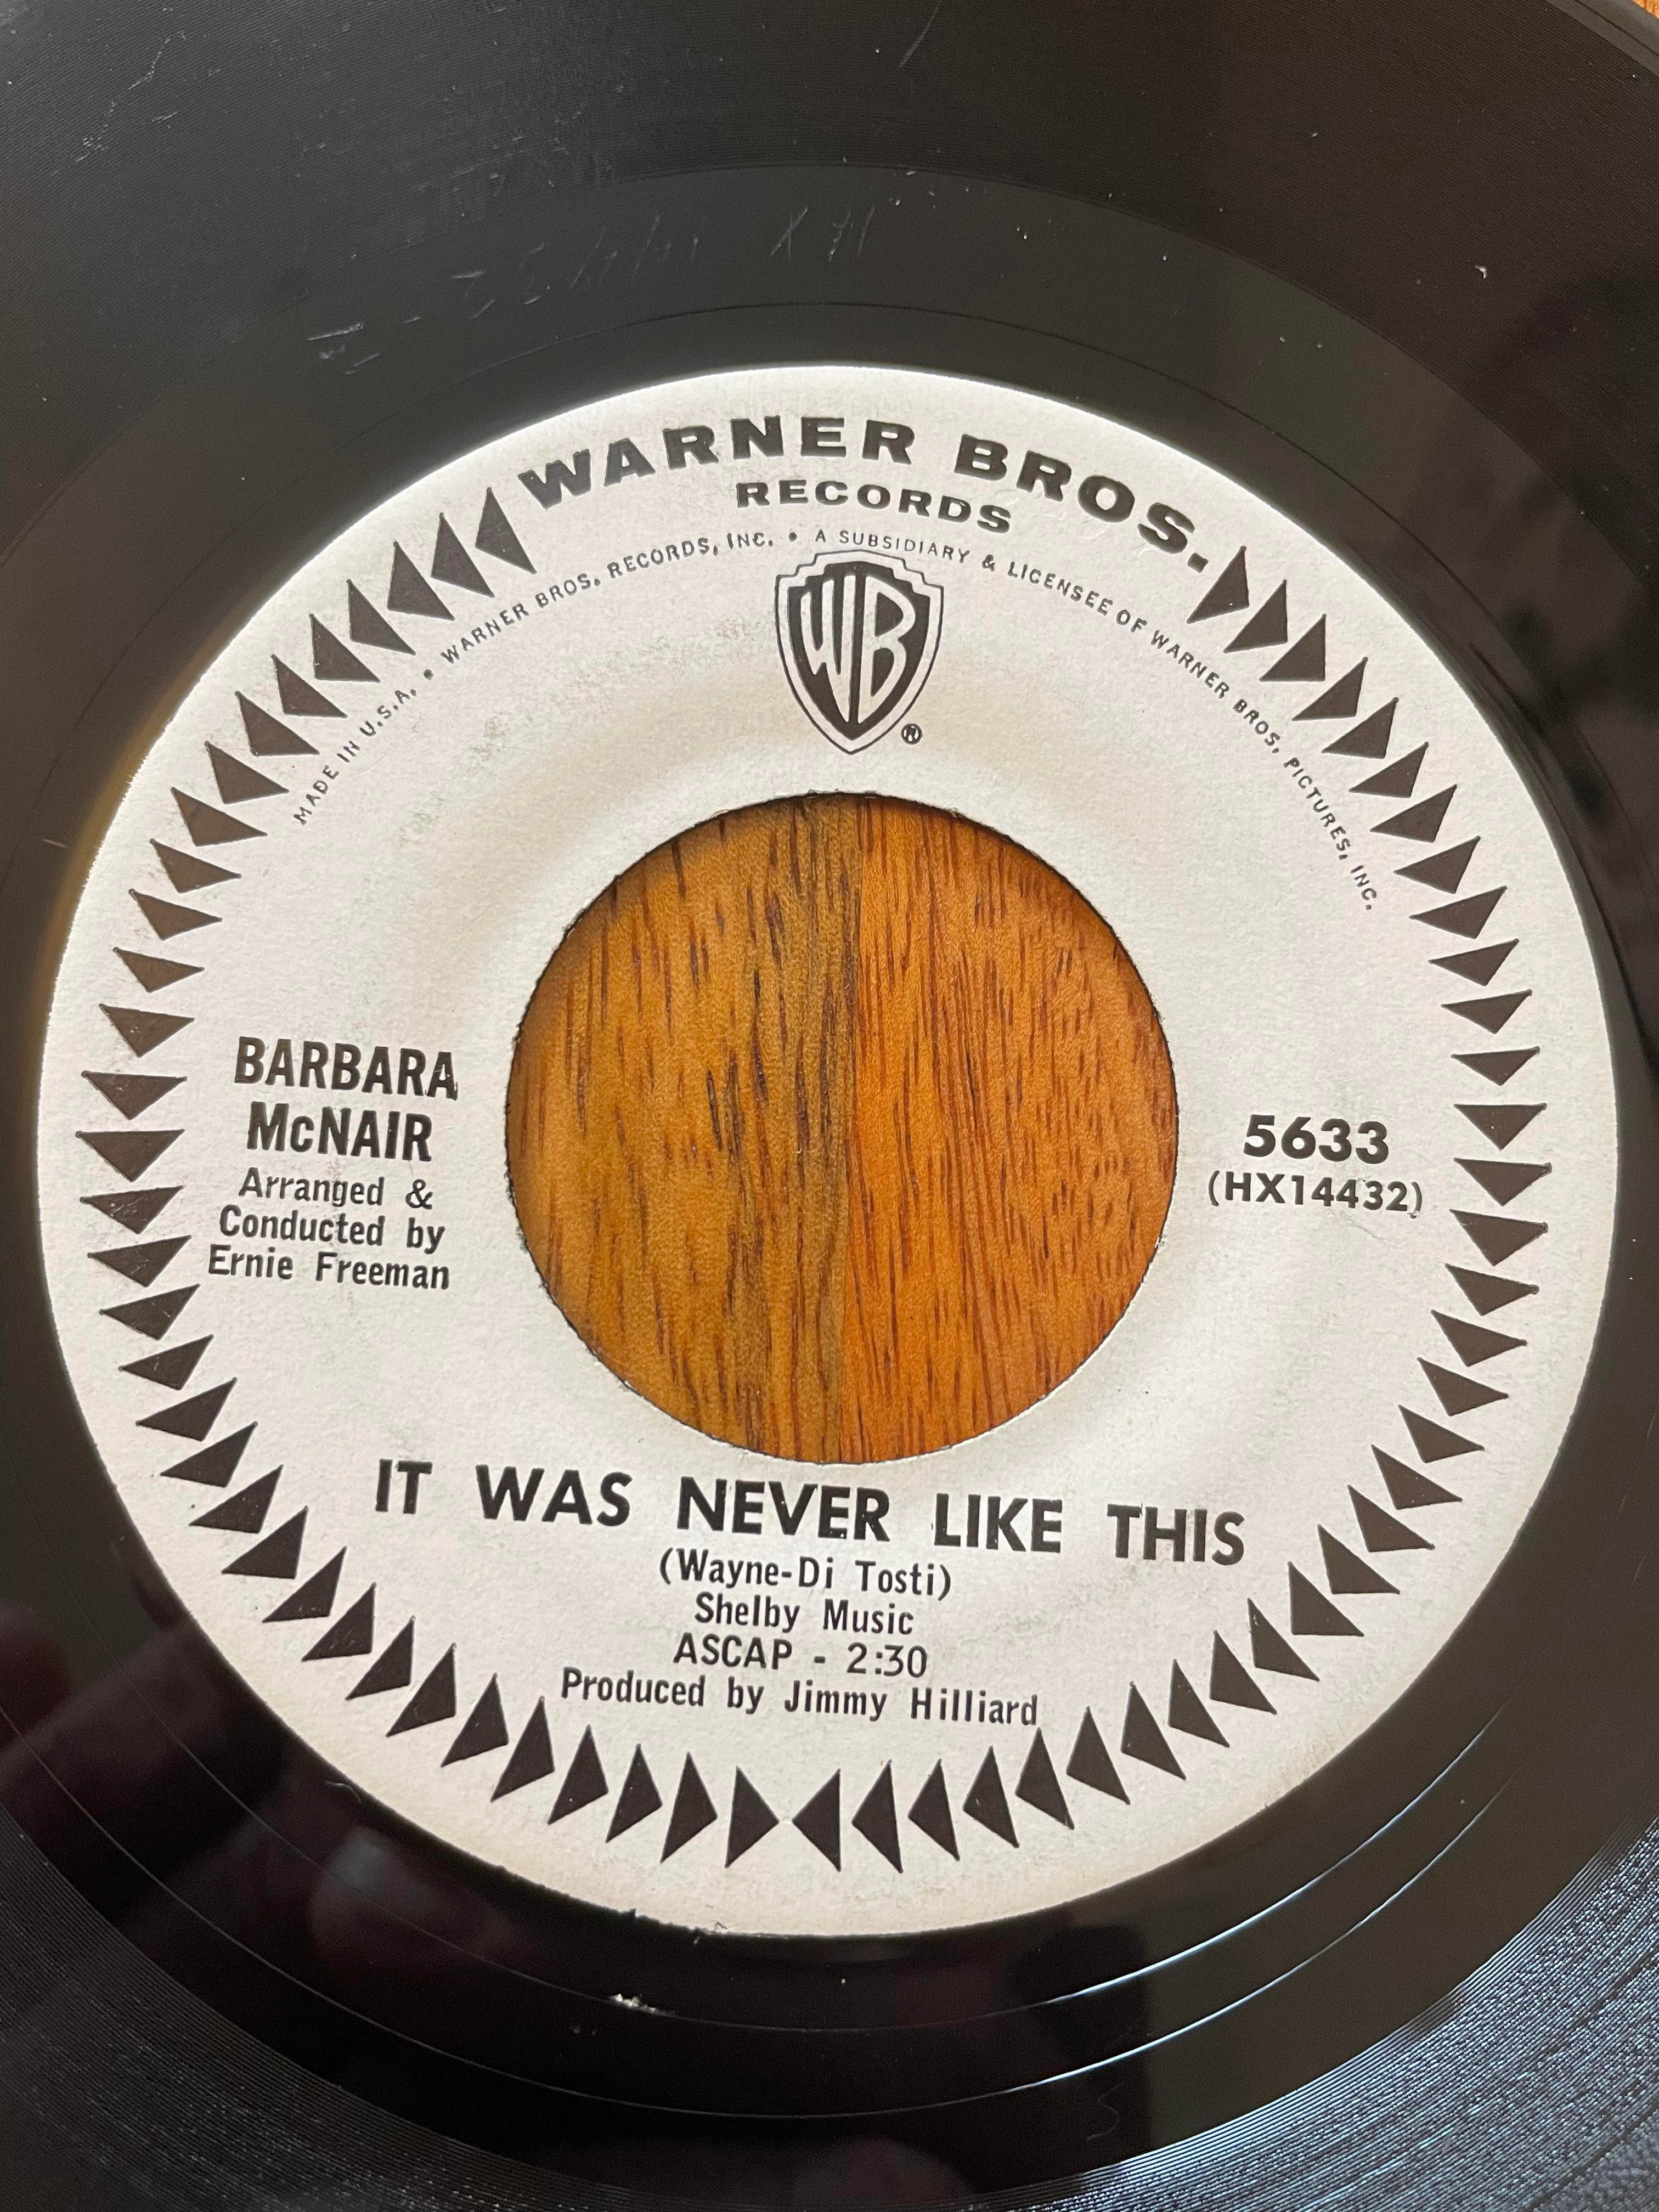 WARNER BROS.
RECORDS
MADE IN U.S.A. • WARNER BROS. RECORDS, INC. • A SUBSIDIARY & LICENSEE OF WARNER BROS. PICTURES, INC.
WB
®
BARBARA
McNAIR
Arranged &
Conducted by
Ernie Freeman
5633
(HX14432)
IT WAS NEVER LIKE THIS
(Wayne-Di Tosti)
Shelby Music
ASCAP - 2:30
Produced by Jimmy Hilliard